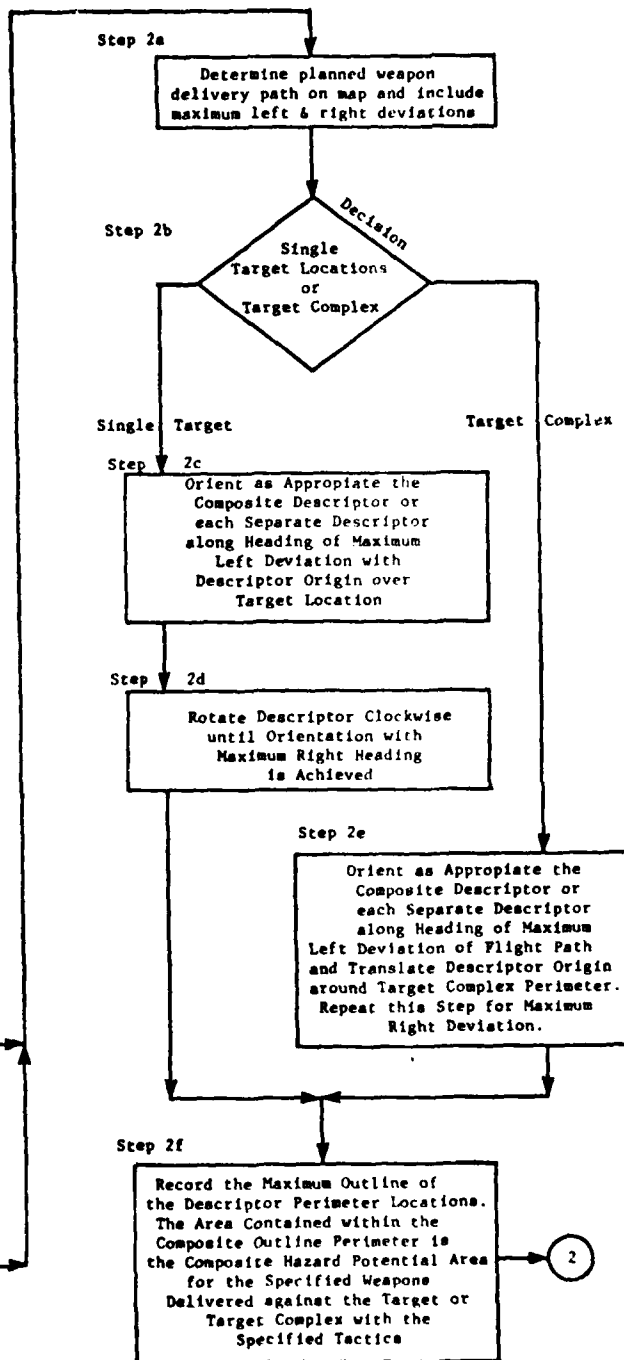 Step 2a
Determine planned weapon
delivery path on map and include
maximum left & right deviations
Step 2b
Decision
Single
Target Locations
or
Target Complex
Single Target
Target Complex
Step 2c
Orient as Appropiate the
Composite Descriptor or
each Separate Descriptor
along Heading of Maximum
Left Deviation with
Descriptor Origin over
Target Location
Step 2d
Rotate Descriptor Clockwise
until Orientation with
Maximum Right Heading
is Achieved
Step 2e
Orient as Appropiate the
Composite Descriptor or
each Separate Descriptor
along Heading of Maximum
Left Deviation of Flight Path
and Translate Descriptor Origin
around Target Complex Perimeter.
Repeat this Step for Maximum
Right Deviation.
Step 2f
Record the Maximum Outline of
the Descriptor Perimeter Locations.
The Area Contained within the
Composite Outline Perimeter is
the Composite Hazard Potential Area
for the Specified Weapons
Delivered against the Target or
Target Complex with the
Specified Tactics
2